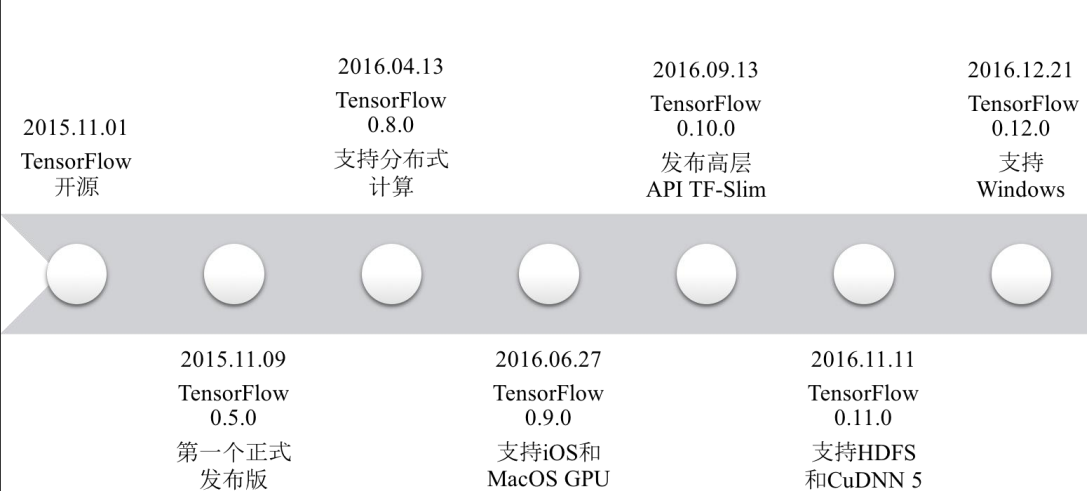 2015.11.01
TensorFlow
开源
2015.11.09
TensorFlow
0.5.0
第一个正式
发布版
2016.04.13
TensorFlow
0.8.0
支持分布式
计算
2016.06.27
TensorFlow
0.9.0
支持iOS和
MacOS GPU
2016.09.13
TensorFlow
0.10.0
发布高层
API TF-Slim
2016.11.11
TensorFlow
0.11.0
支持HDFS
和CuDNN 5
2016.12.21
TensorFlow
0.12.0
支持
Windows